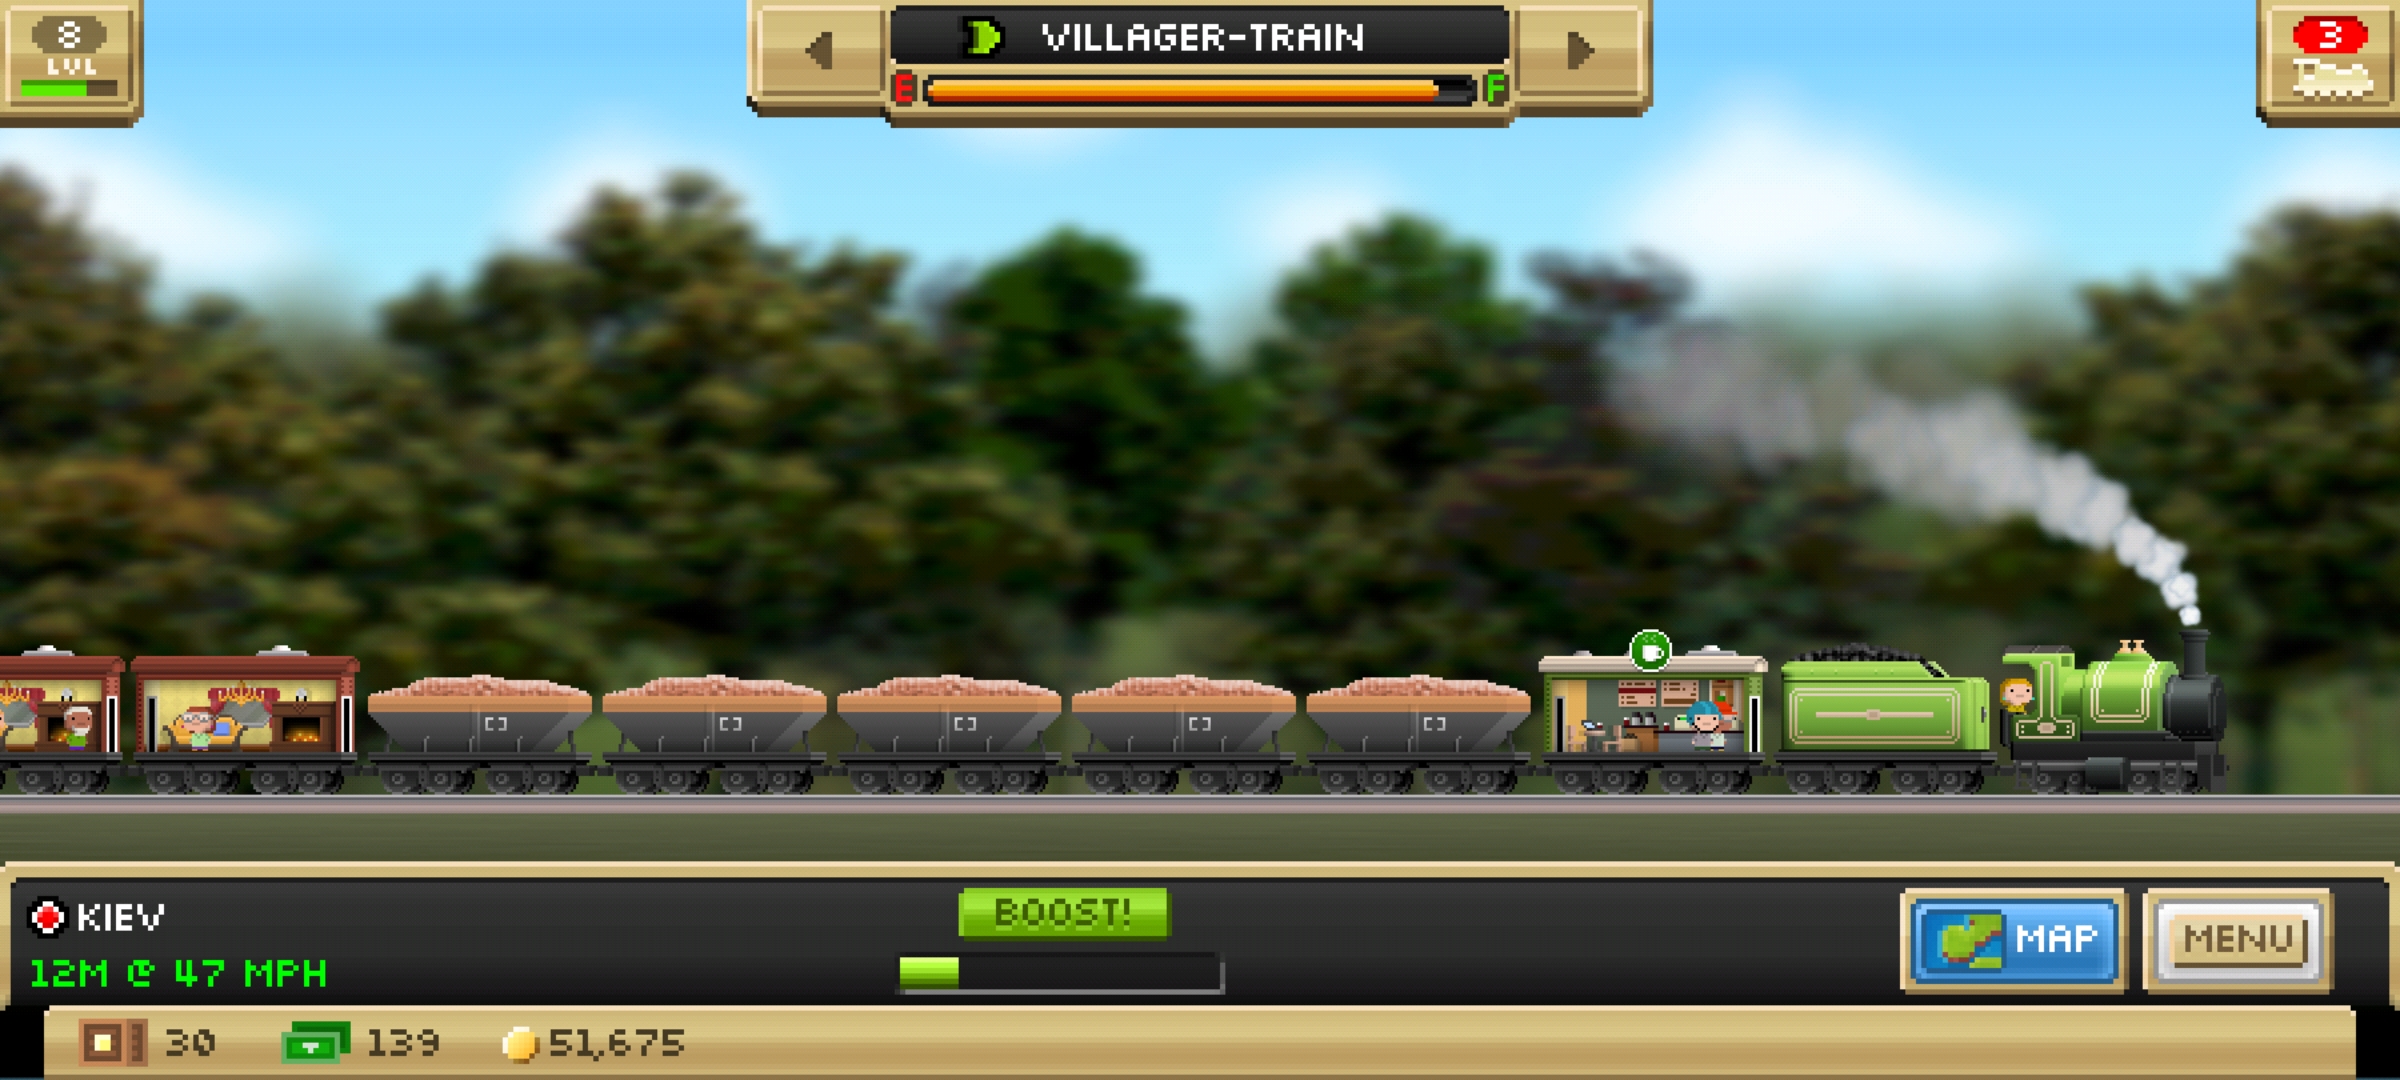 8
LVL
VILLAGER-TRAIN
E F
3
KIEV
12M @ 47 MPH
BOOST!
MAP
MENU
30
139
51,675